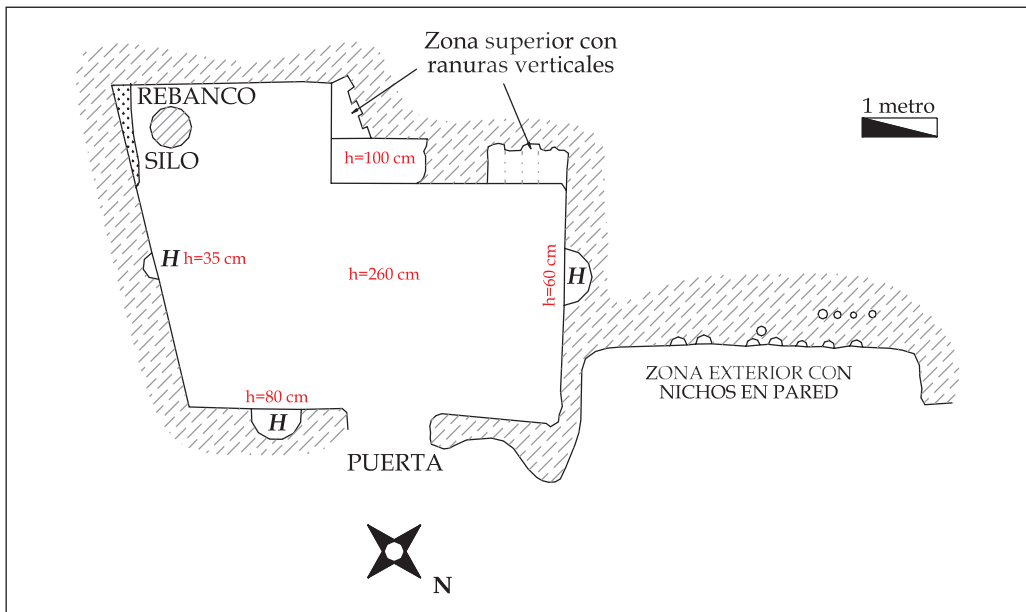 Zona superior con
ranuras verticales
1 metro
REBANCO
SILO
h=100 cm
H h=35 cm
h=260 cm
h=60 cm
H
ZONA EXTERIOR CON
NICHOS EN PARED
h=80 cm
H
PUERTA
N